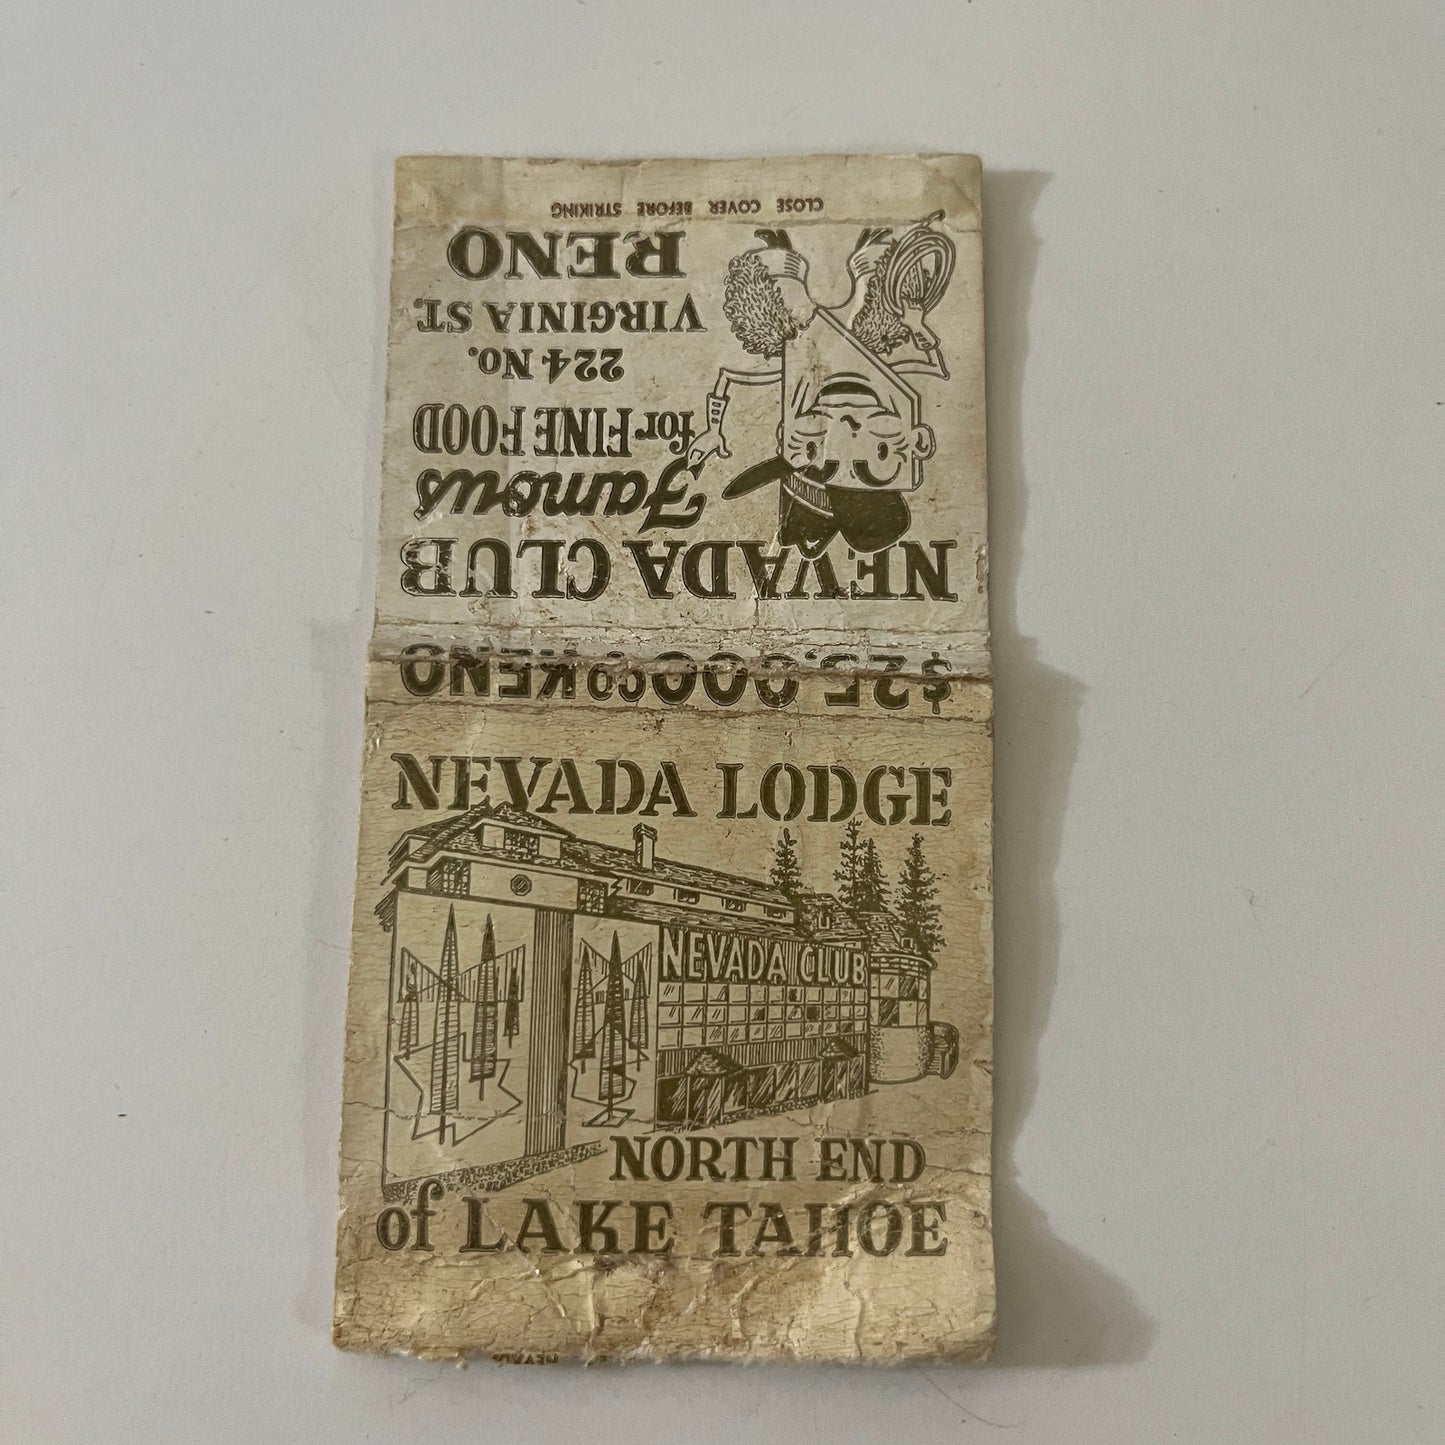 CLOSE COVER BEFORE STRIKING
NEVADA CLUB
Famous
for FINE FOOD
224 No.
VIRGINIA ST.
RENO
$25,000.00 KENO
NEVADA LODGE
NEVADA CLUB
NORTH END
of LAKE TAHOE